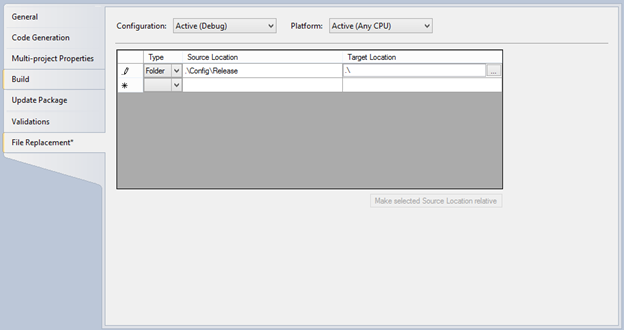 General
Code Generation
Multi-project Properties
Build
Update Package
Validations
File Replacement*
Configuration: Active (Debug) Platform: Active (Any CPU)
Type Source Location Target Location
Folder .\Config\Release .\ ...
Make selected Source Location relative